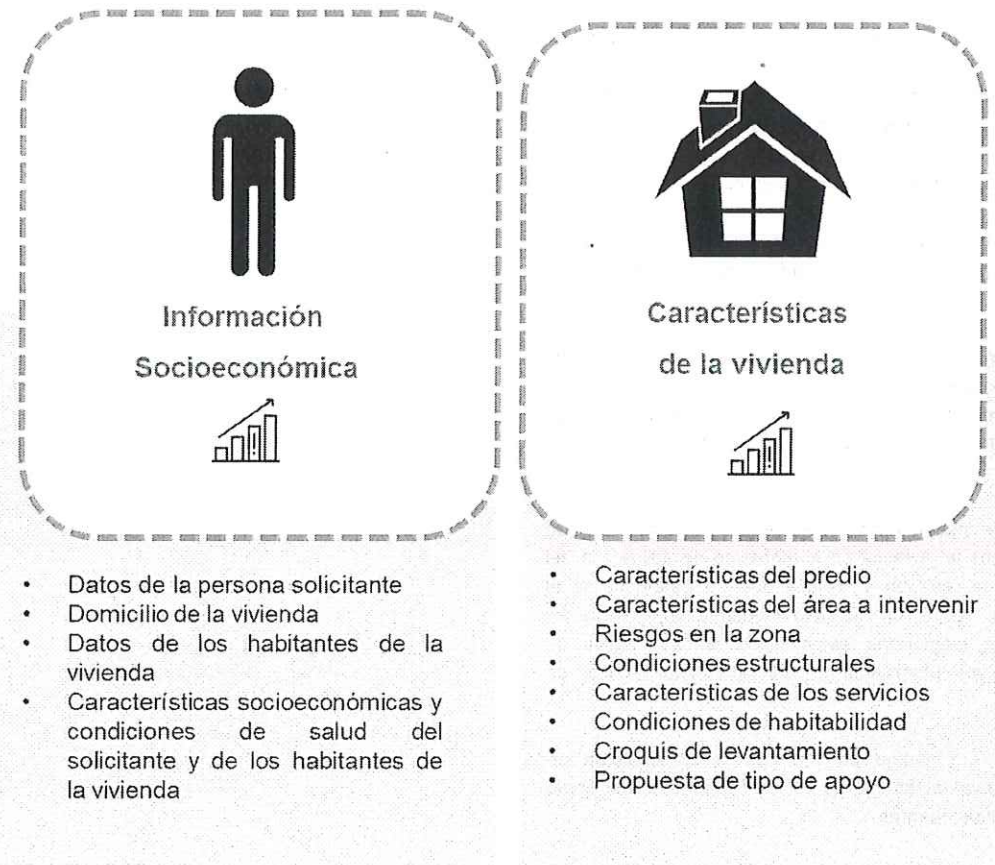 Información
Socioeconómica
Características
de la vivienda
• Datos de la persona solicitante
• Domicilio de la vivienda
• Datos de los habitantes de la
vivienda
• Características socioeconómicas y
condiciones de salud del
solicitante y de los habitantes de
la vivienda
• Características del predio
• Características del área a intervenir
• Riesgos en la zona
• Condiciones estructurales
• Características de los servicios
• Condiciones de habitabilidad
• Croquis de levantamiento
• Propuesta de tipo de apoyo